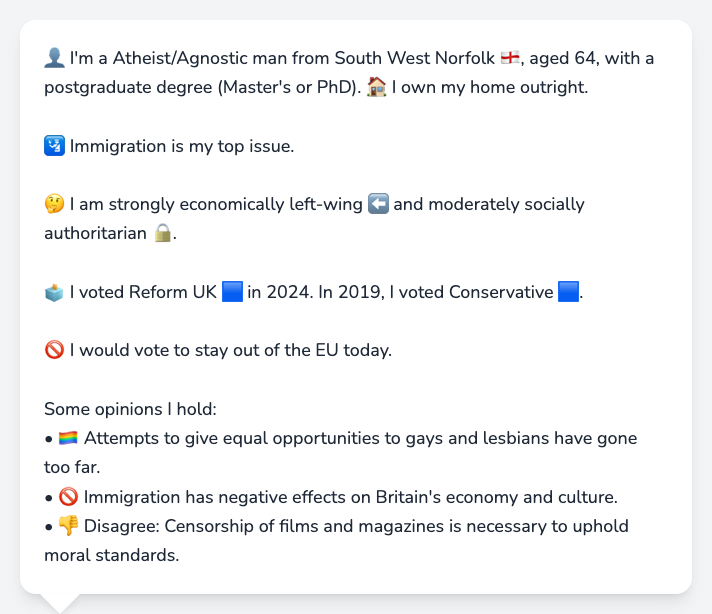 👤 I'm a Atheist/Agnostic man from South West Norfolk 🏴󠁧󠁢󠁥󠁮󠁧󠁿, aged 64, with a
postgraduate degree (Master's or PhD). 🏠 I own my home outright.
🛂 Immigration is my top issue.
🤔 I am strongly economically left-wing ⬅️ and moderately socially
authoritarian 🔒.
🗳️ I voted Reform UK 🟦 in 2024. In 2019, I voted Conservative 🟦.
🚫 I would vote to stay out of the EU today.
Some opinions I hold:
• 🏳️‍🌈 Attempts to give equal opportunities to gays and lesbians have gone
too far.
• 🚫 Immigration has negative effects on Britain's economy and culture.
• 👎 Disagree: Censorship of films and magazines is necessary to uphold
moral standards.